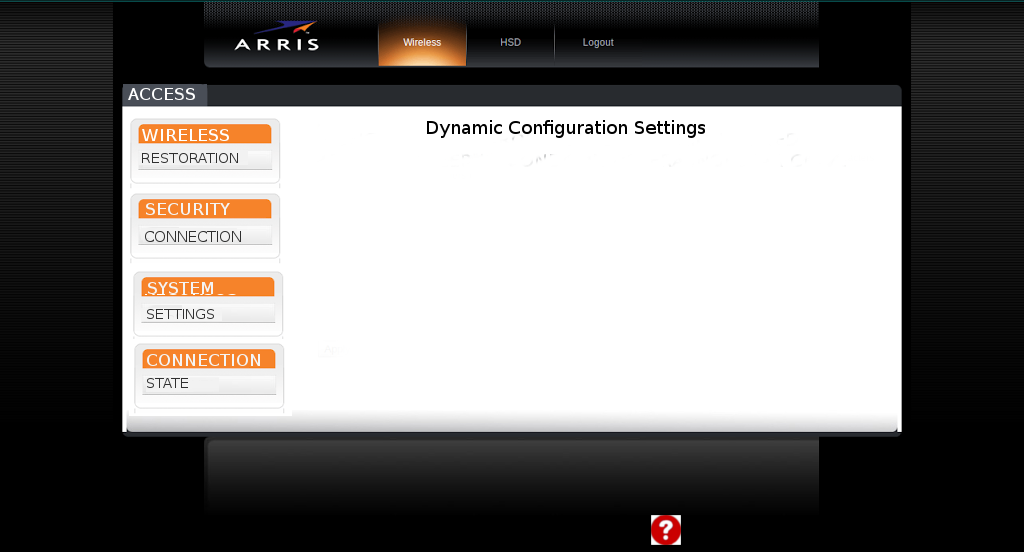 ARRIS
Wireless HSD Logout
ACCESS
Dynamic Configuration Settings
WIRELESS
RESTORATION
SECURITY
CONNECTION
SYSTEM
SETTINGS
CONNECTION
STATE
?